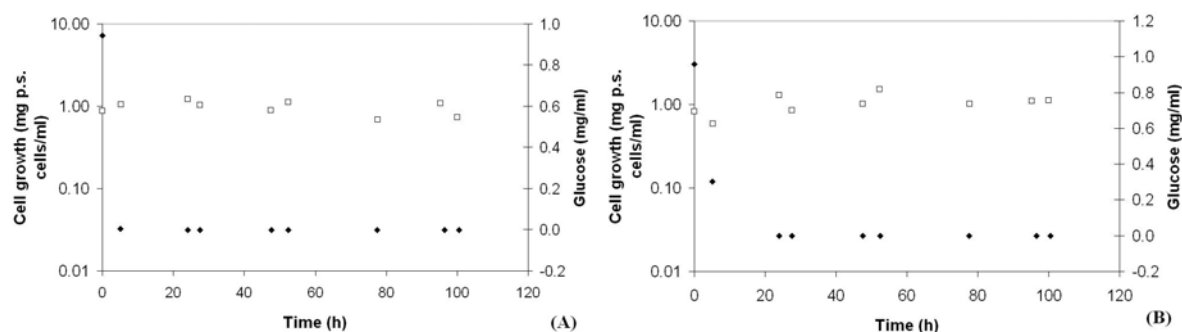 10.00
1.00
0.10
0.01
Cell growth (mg p.s.
cells/ml)
1.0
0.8
0.6
0.4
0.2
0.0
-0.2
Glucose (mg/ml)
0 20 40 60 80 100 120
Time (h)
(A)
10.00
1.00
0.10
0.01
Cell growth (mg p.s.
cells/ml)
1.2
1.0
0.8
0.6
0.4
0.2
0.0
-0.2
Glucose (mg/ml)
0 20 40 60 80 100 120
Time (h)
(B)